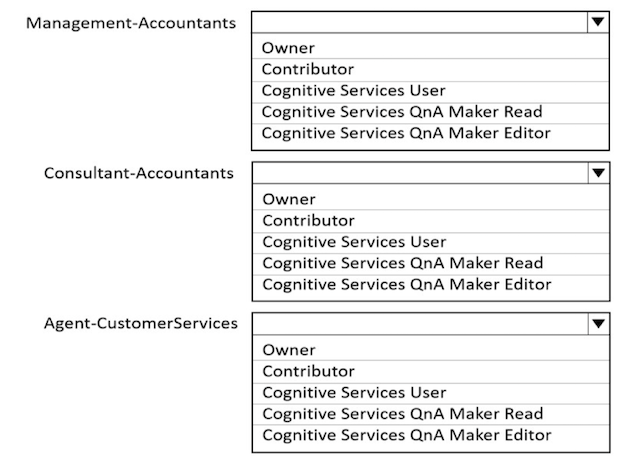 Management-Accountants
Owner
Contributor
Cognitive Services User
Cognitive Services QnA Maker Read
Cognitive Services QnA Maker Editor
Consultant-Accountants
Owner
Contributor
Cognitive Services User
Cognitive Services QnA Maker Read
Cognitive Services QnA Maker Editor
Agent-CustomerServices
Owner
Contributor
Cognitive Services User
Cognitive Services QnA Maker Read
Cognitive Services QnA Maker Editor